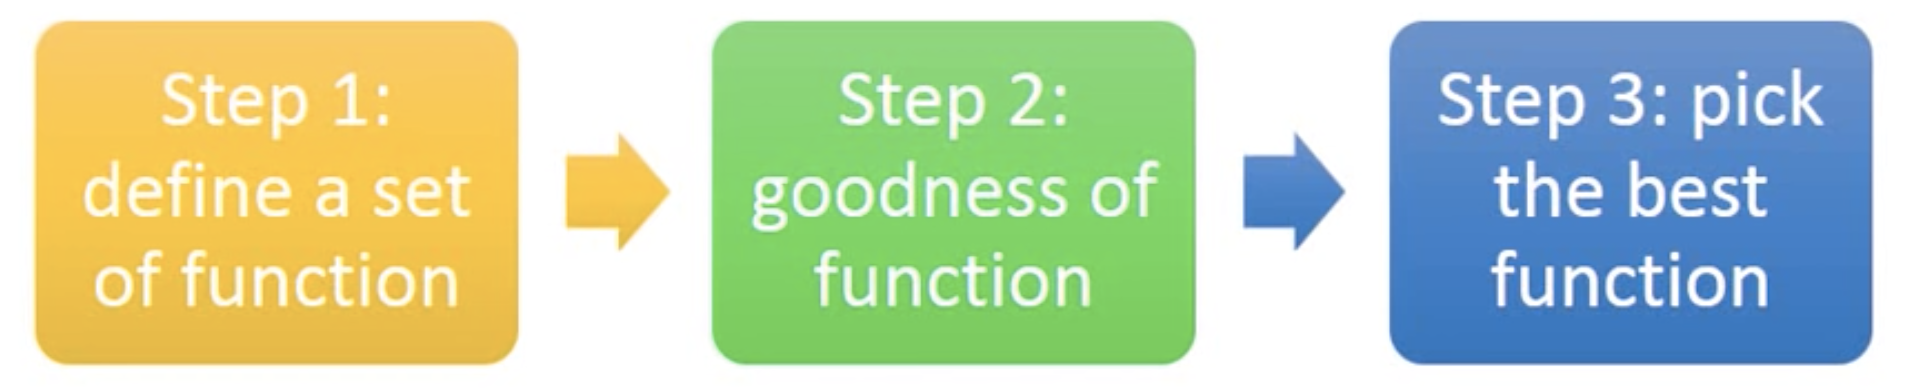 Step 1:
define a set
of function
Step 2:
goodness of
function
Step 3: pick
the best
function